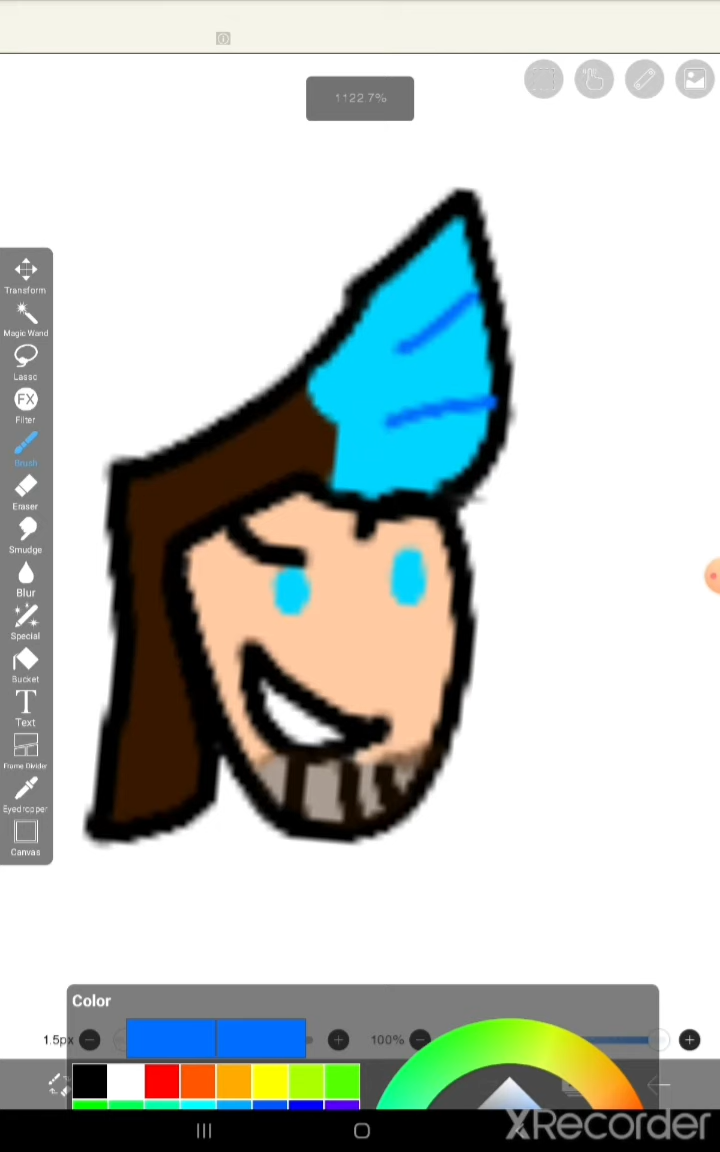 1122.7%
Transform
Magic Wand
Lasso
FX
Filter
Brush
Eraser
Smudge
Blur
Special
Bucket
T
Text
Frame Divider
Eyedropper
Canvas
Color
1.5px
100%
XRecorder